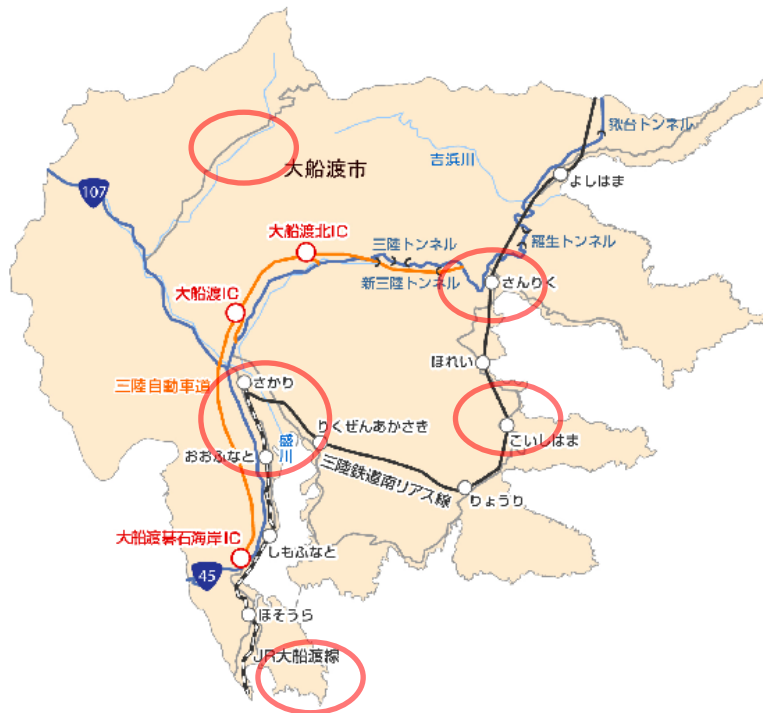 鍬台トンネル
吉浜川
大船渡市
よしはま
107
大船渡北IC
三陸トンネル
羅生トンネル
新三陸トンネル
さんりく
大船渡IC
ほれい
三陸自動車道
さかり
りくぜんあかさき
こいしはま
盛川
おおふなと
三陸鉄道南リアス線
りょうり
大船渡碁石海岸IC
しもふなと
45
ほそうら
JR大船渡線